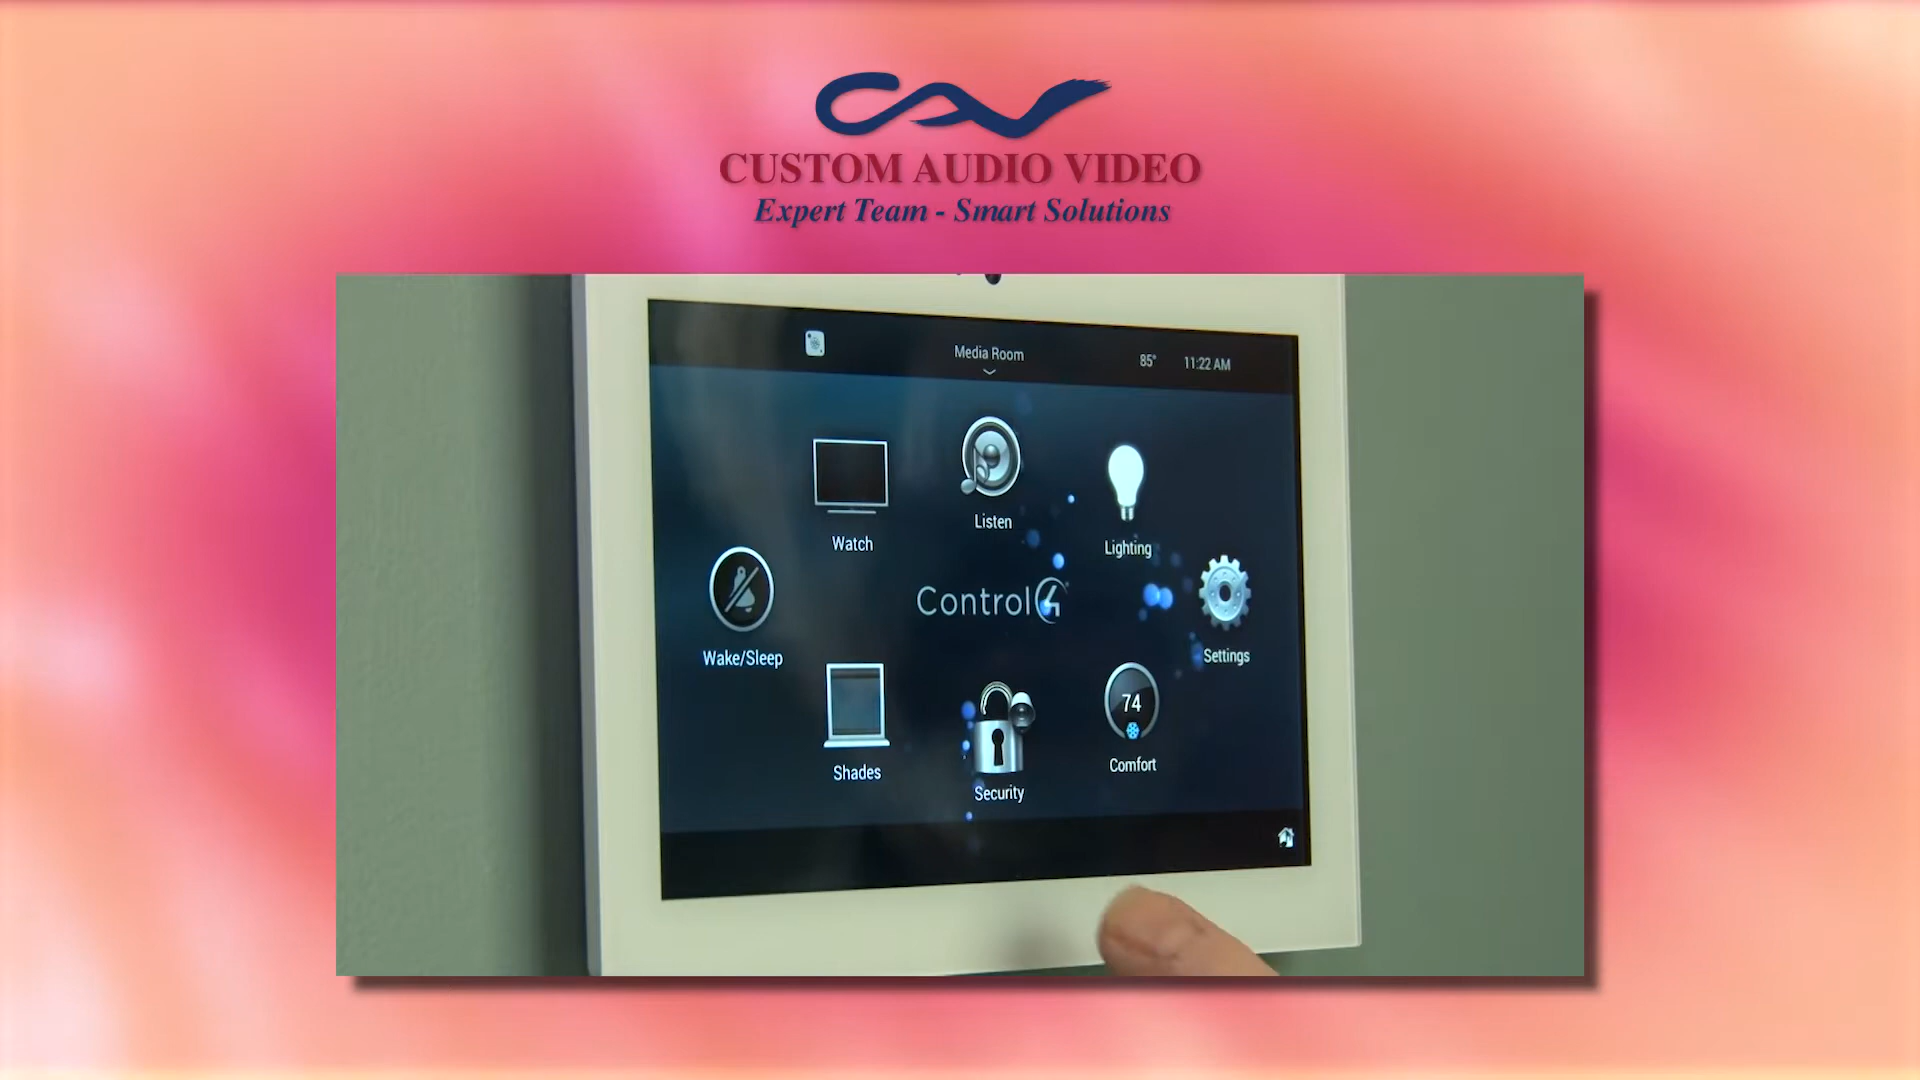 CAV
CUSTOM AUDIO VIDEO
Expert Team - Smart Solutions
Media Room
85°
11:22 AM
Watch
Listen
Lighting
Wake/Sleep
Control4®
Settings
Shades
Security
74
Comfort